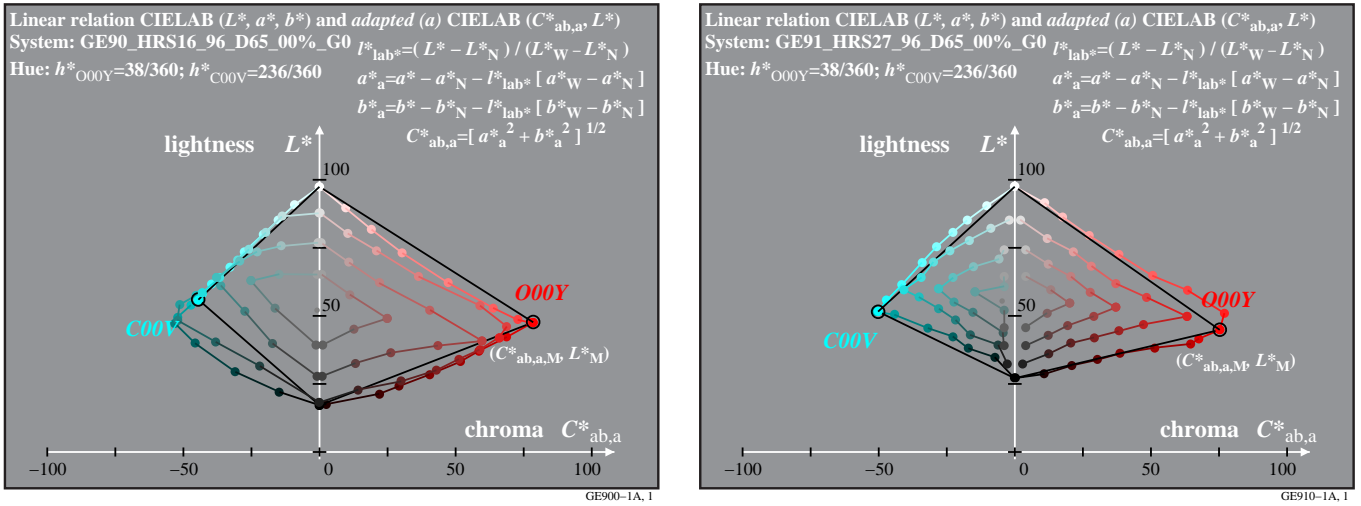 Linear relation CIELAB (L*, a*, b*) and adapted (a) CIELAB (C*ab,a, L*)
System: GE90_HRS16_96_D65_00%_G0 l*lab*=( L* – L*N ) / (L*W – L*N )
Hue: h*O00Y=38/360; h*C00V=236/360
a*a=a* – a*N – l*lab* [ a*W – a*N ]
b*a=b* – b*N – l*lab* [ b*W – b*N ]
C*ab,a=[ a*a 2 + b*a 2 ] 1/2
lightness L*
100
O00Y
50
C00V
(C*ab,a,M, L*M)
chroma C*ab,a
–100 –50 0 50 100
GE900–1A, 1
Linear relation CIELAB (L*, a*, b*) and adapted (a) CIELAB (C*ab,a, L*)
System: GE91_HRS27_96_D65_00%_G0 l*lab*=( L* – L*N ) / (L*W – L*N )
Hue: h*O00Y=38/360; h*C00V=236/360
a*a=a* – a*N – l*lab* [ a*W – a*N ]
b*a=b* – b*N – l*lab* [ b*W – b*N ]
C*ab,a=[ a*a 2 + b*a 2 ] 1/2
lightness L*
100
O00Y
50
C00V
(C*ab,a,M, L*M)
chroma C*ab,a
–100 –50 0 50 100
GE910–1A, 1